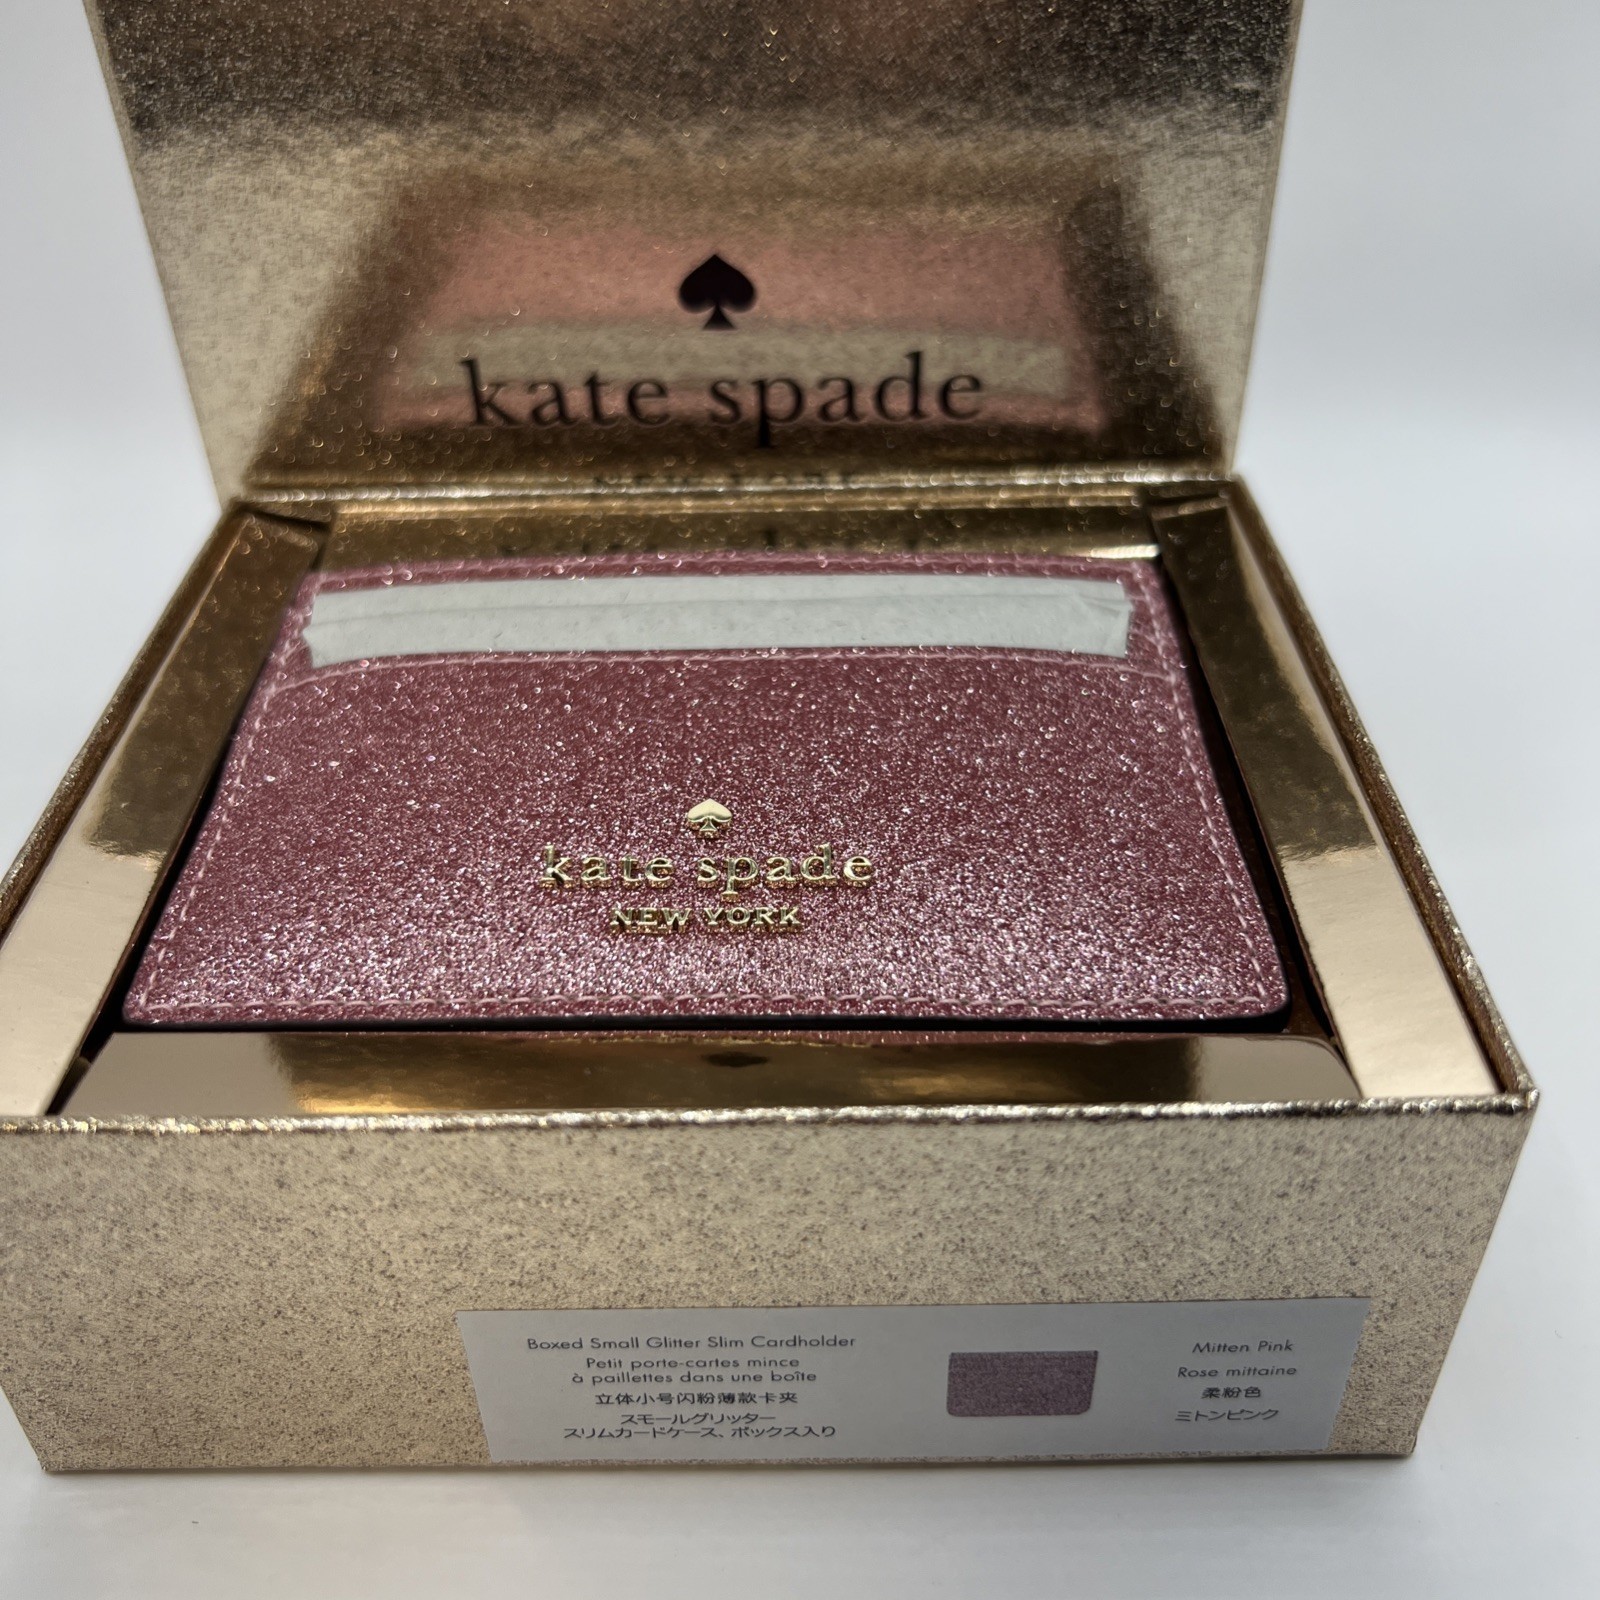 kate spade
NEW YORK
kate spade
NEW YORK
Boxed Small Glitter Slim Cardholder
Petit porte-cartes mince
à paillettes dans une boîte
立体小号闪粉薄款卡夹
スモールグリッター
スリムカードケース、ボックス入り
Mitten Pink
Rose mittaine
柔粉色
ミトンピンク